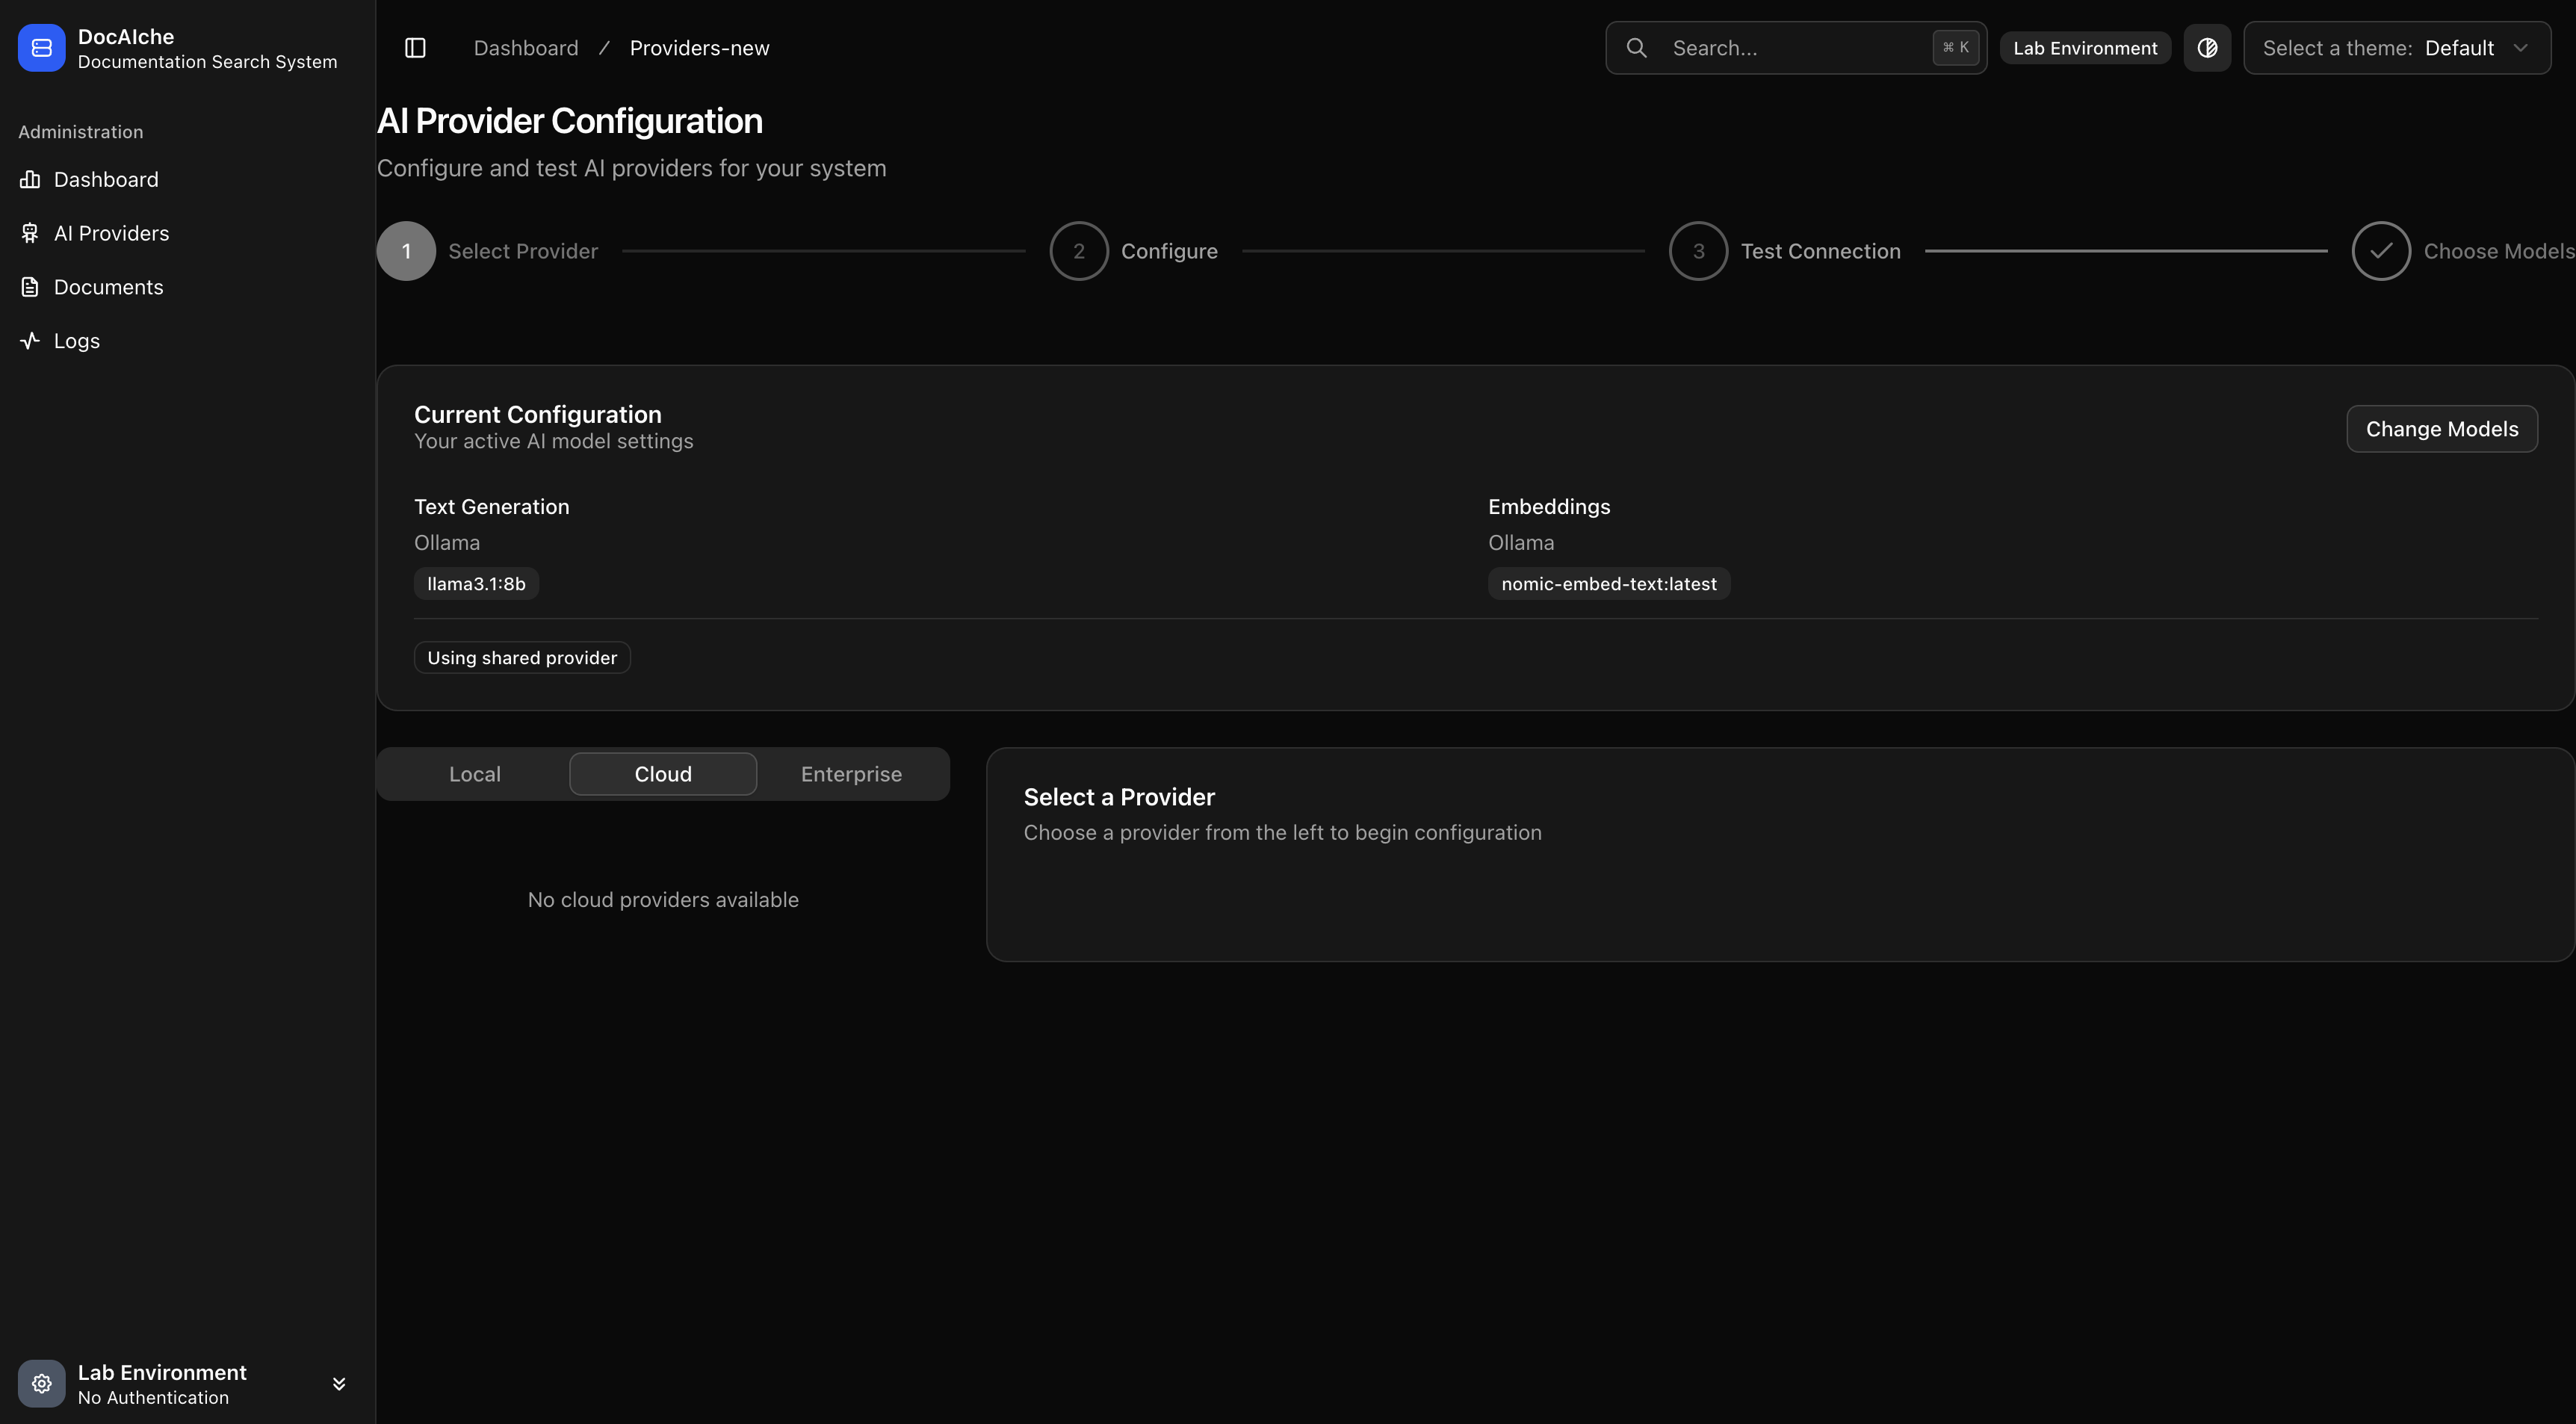 DocAIche
Documentation Search System
Administration
Dashboard
AI Providers
Documents
Logs
Lab Environment
No Authentication
Dashboard / Providers-new
Search...
⌘ K
Lab Environment
Select a theme: Default
AI Provider Configuration
Configure and test AI providers for your system
1 Select Provider
2 Configure
3 Test Connection
Choose Models
Current Configuration
Your active AI model settings
Change Models
Text Generation
Ollama
llama3.1:8b
Embeddings
Ollama
nomic-embed-text:latest
Using shared provider
Local
Cloud
Enterprise
No cloud providers available
Select a Provider
Choose a provider from the left to begin configuration